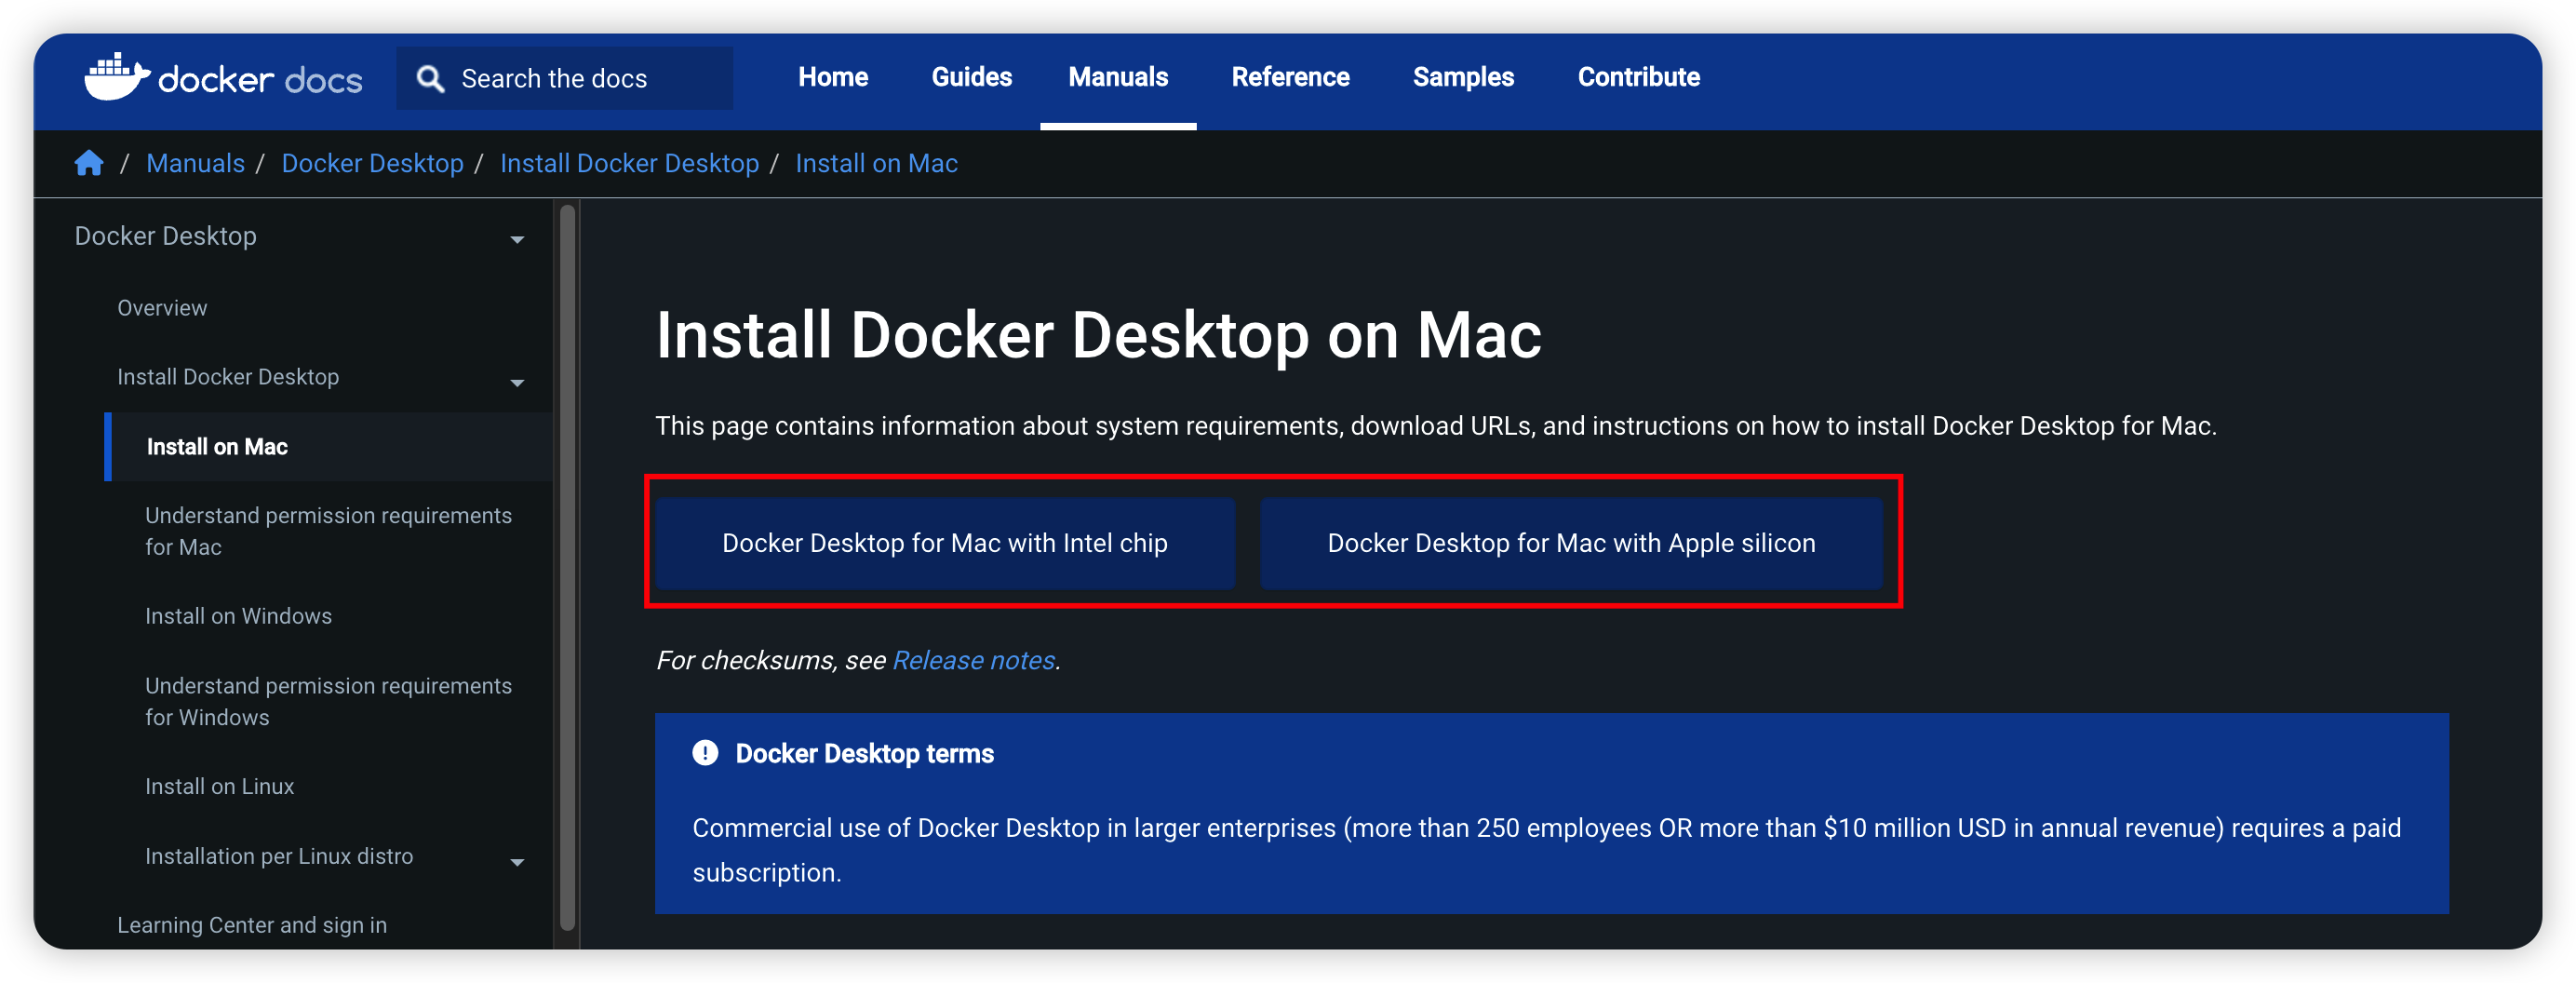 docker docs
Search the docs
Home
Guides
Manuals
Reference
Samples
Contribute
/ Manuals / Docker Desktop / Install Docker Desktop / Install on Mac
Docker Desktop
Overview
Install Docker Desktop
Install on Mac
Understand permission requirements
for Mac
Install on Windows
Understand permission requirements
for Windows
Install on Linux
Installation per Linux distro
Learning Center and sign in
Install Docker Desktop on Mac
This page contains information about system requirements, download URLs, and instructions on how to install Docker Desktop for Mac.
Docker Desktop for Mac with Intel chip
Docker Desktop for Mac with Apple silicon
For checksums, see Release notes.
Docker Desktop terms
Commercial use of Docker Desktop in larger enterprises (more than 250 employees OR more than $10 million USD in annual revenue) requires a paid
subscription.